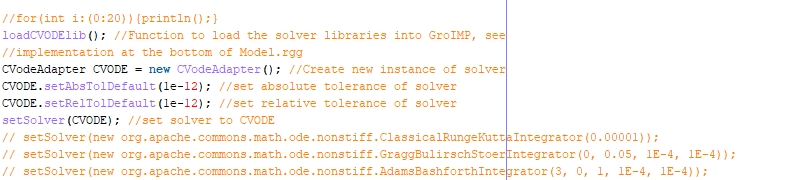 //for(int i:(0:20)){println();}
loadCVODElib(); //Function to load the solver libraries into GroIMP, see
//implementation at the bottom of Model.rgg
CVodeAdapter CVODE = new CVodeAdapter(); //Create new instance of solver
CVODE.setAbsTolDefault(1e-12); //set absolute tolerance of solver
CVODE.setRelTolDefault(1e-12); //set relative tolerance of solver
setSolver(CVODE); //set solver to CVODE
// setSolver(new org.apache.commons.math.ode.nonstiff.ClassicalRungeKuttaIntegrator(0.00001));
// setSolver(new org.apache.commons.math.ode.nonstiff.GraggBulirschStoerIntegrator(0, 0.05, 1E-4, 1E-4));
// setSolver(new org.apache.commons.math.ode.nonstiff.AdamsBashforthIntegrator(3, 0, 1, 1E-4, 1E-4));